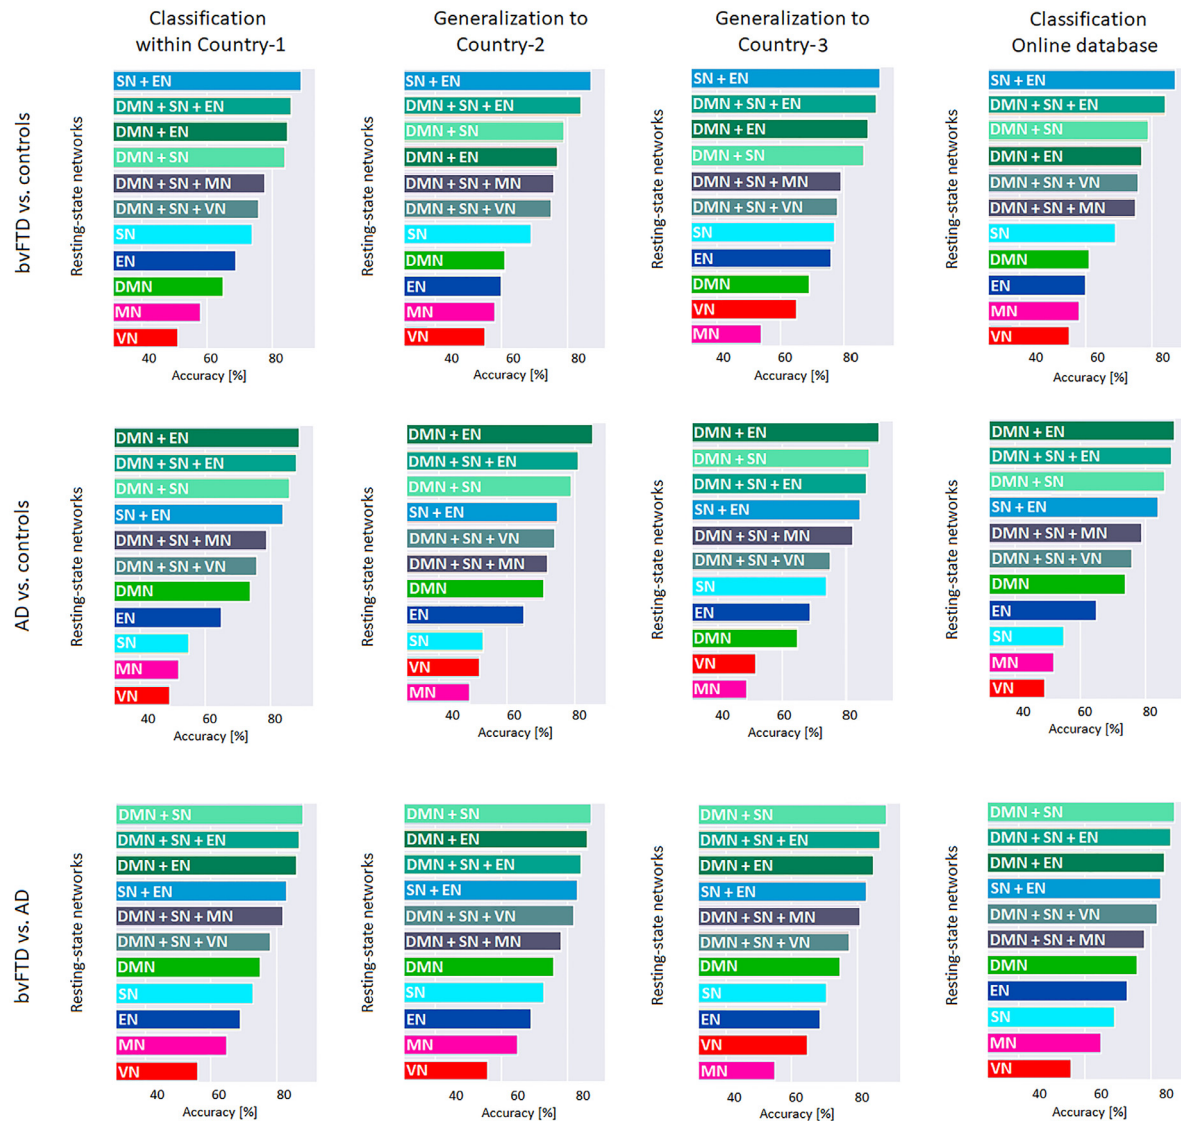 Classification
within Country-1
Generalization to
Country-2
Generalization to
Country-3
Classification
Online database
bvFTD vs. controls
Resting-state networks
SN + EN
DMN + SN + EN
DMN + EN
DMN + SN
DMN + SN + MN
DMN + SN + VN
SN
EN
DMN
MN
VN
40 60 80
Accuracy [%]
Resting-state networks
SN + EN
DMN + SN + EN
DMN + SN
DMN + EN
DMN + SN + MN
DMN + SN + VN
SN
DMN
EN
MN
VN
40 60 80
Accuracy [%]
Resting-state networks
SN + EN
DMN + SN + EN
DMN + EN
DMN + SN
DMN + SN + MN
DMN + SN + VN
SN
EN
DMN
VN
MN
40 60 80
Accuracy [%]
Resting-state networks
SN + EN
DMN + SN + EN
DMN + SN
DMN + EN
DMN + SN + VN
DMN + SN + MN
SN
DMN
EN
MN
VN
40 60 80
Accuracy [%]
AD vs. controls
Resting-state networks
DMN + EN
DMN + SN + EN
DMN + SN
SN + EN
DMN + SN + MN
DMN + SN + VN
DMN
EN
SN
MN
VN
40 60 80
Accuracy [%]
Resting-state networks
DMN + EN
DMN + SN + EN
DMN + SN
SN + EN
DMN + SN + VN
DMN + SN + MN
DMN
EN
SN
VN
MN
40 60 80
Accuracy [%]
Resting-state networks
DMN + EN
DMN + SN
DMN + SN + EN
SN + EN
DMN + SN + MN
DMN + SN + VN
SN
EN
DMN
VN
MN
40 60 80
Accuracy [%]
Resting-state networks
DMN + EN
DMN + SN + EN
DMN + SN
SN + EN
DMN + SN + MN
DMN + SN + VN
DMN
EN
SN
MN
VN
40 60 80
Accuracy [%]
bvFTD vs. AD
Resting-state networks
DMN + SN
DMN + SN + EN
DMN + EN
SN + EN
DMN + SN + MN
DMN + SN + VN
DMN
SN
EN
MN
VN
40 60 80
Accuracy [%]
Resting-state networks
DMN + SN
DMN + EN
DMN + SN + EN
SN + EN
DMN + SN + VN
DMN + SN + MN
DMN
SN
EN
MN
VN
40 60 80
Accuracy [%]
Resting-state networks
DMN + SN
DMN + SN + EN
DMN + EN
SN + EN
DMN + SN + MN
DMN + SN + VN
DMN
SN
EN
VN
MN
40 60 80
Accuracy [%]
Resting-state networks
DMN + SN
DMN + SN + EN
DMN + EN
SN + EN
DMN + SN + VN
DMN + SN + MN
DMN
EN
SN
MN
VN
40 60 80
Accuracy [%]